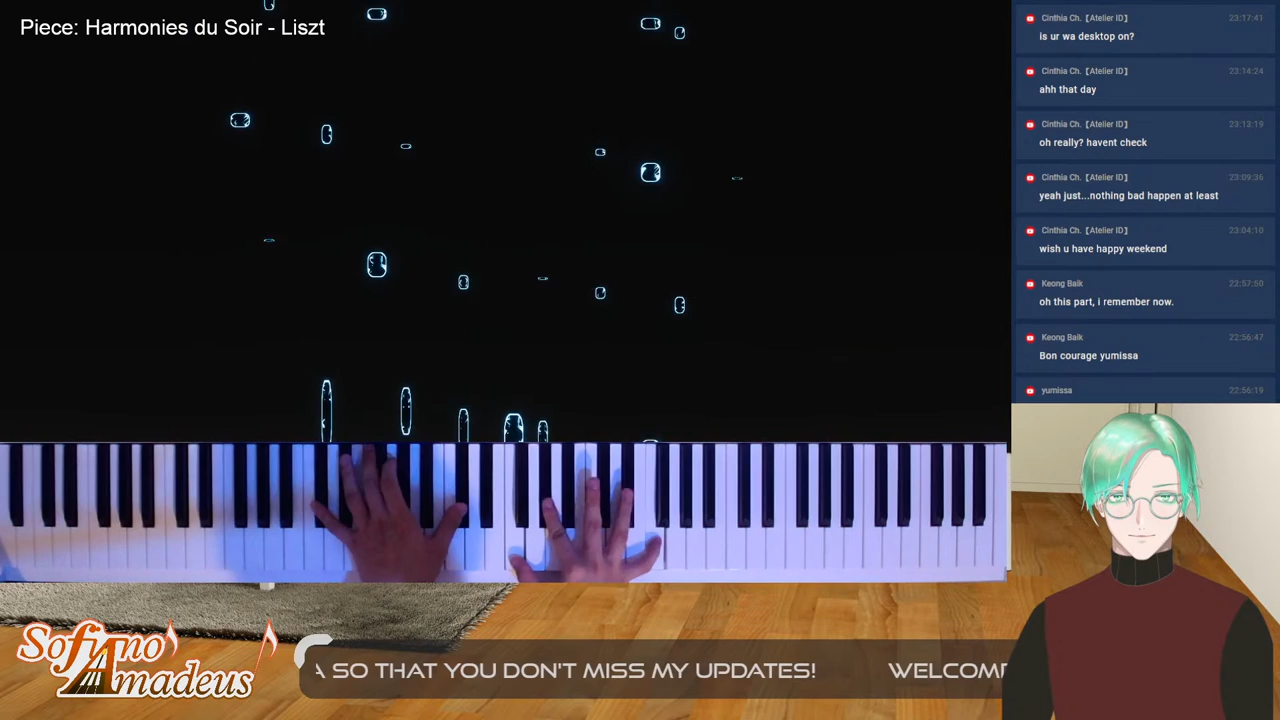 Piece: Harmonies du Soir - Liszt
Cinthia Ch.【Atelier ID】 23:17:41
is ur wa desktop on?
Cinthia Ch.【Atelier ID】 23:14:24
ahh that day
Cinthia Ch.【Atelier ID】 23:13:19
oh really? havent check
Cinthia Ch.【Atelier ID】 23:09:36
yeah just...nothing bad happen at least
Cinthia Ch.【Atelier ID】 23:04:10
wish u have happy weekend
Keong Baik 22:57:50
oh this part, i remember now.
Keong Baik 22:56:47
Bon courage yumissa
yumissa 22:56:19
Sofiano
Amadeus
A SO THAT YOU DON'T MISS MY UPDATES! WELCOME